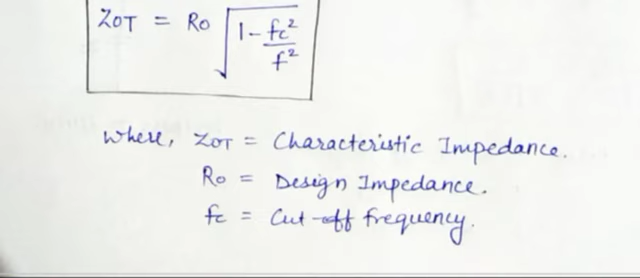 ZOT = Ro √(1 - fc²/f²)
where, ZOT = Characteristic Impedance.
Ro = Design Impedance.
fc = Cut-off frequency.